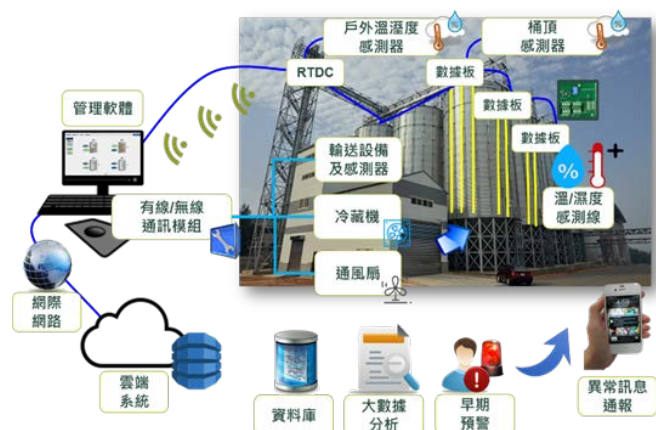 戶外溫溼度
感測器
桶頂
感測器
RTDC
數據板
數據板
數據板
管理軟體
輸送設備
及感測器
溫/濕度
感測線
有線/無線
通訊模組
冷藏機
通風扇
網際
網路
雲端
系統
資料庫
大數據
分析
早期
預警
異常訊息
通報